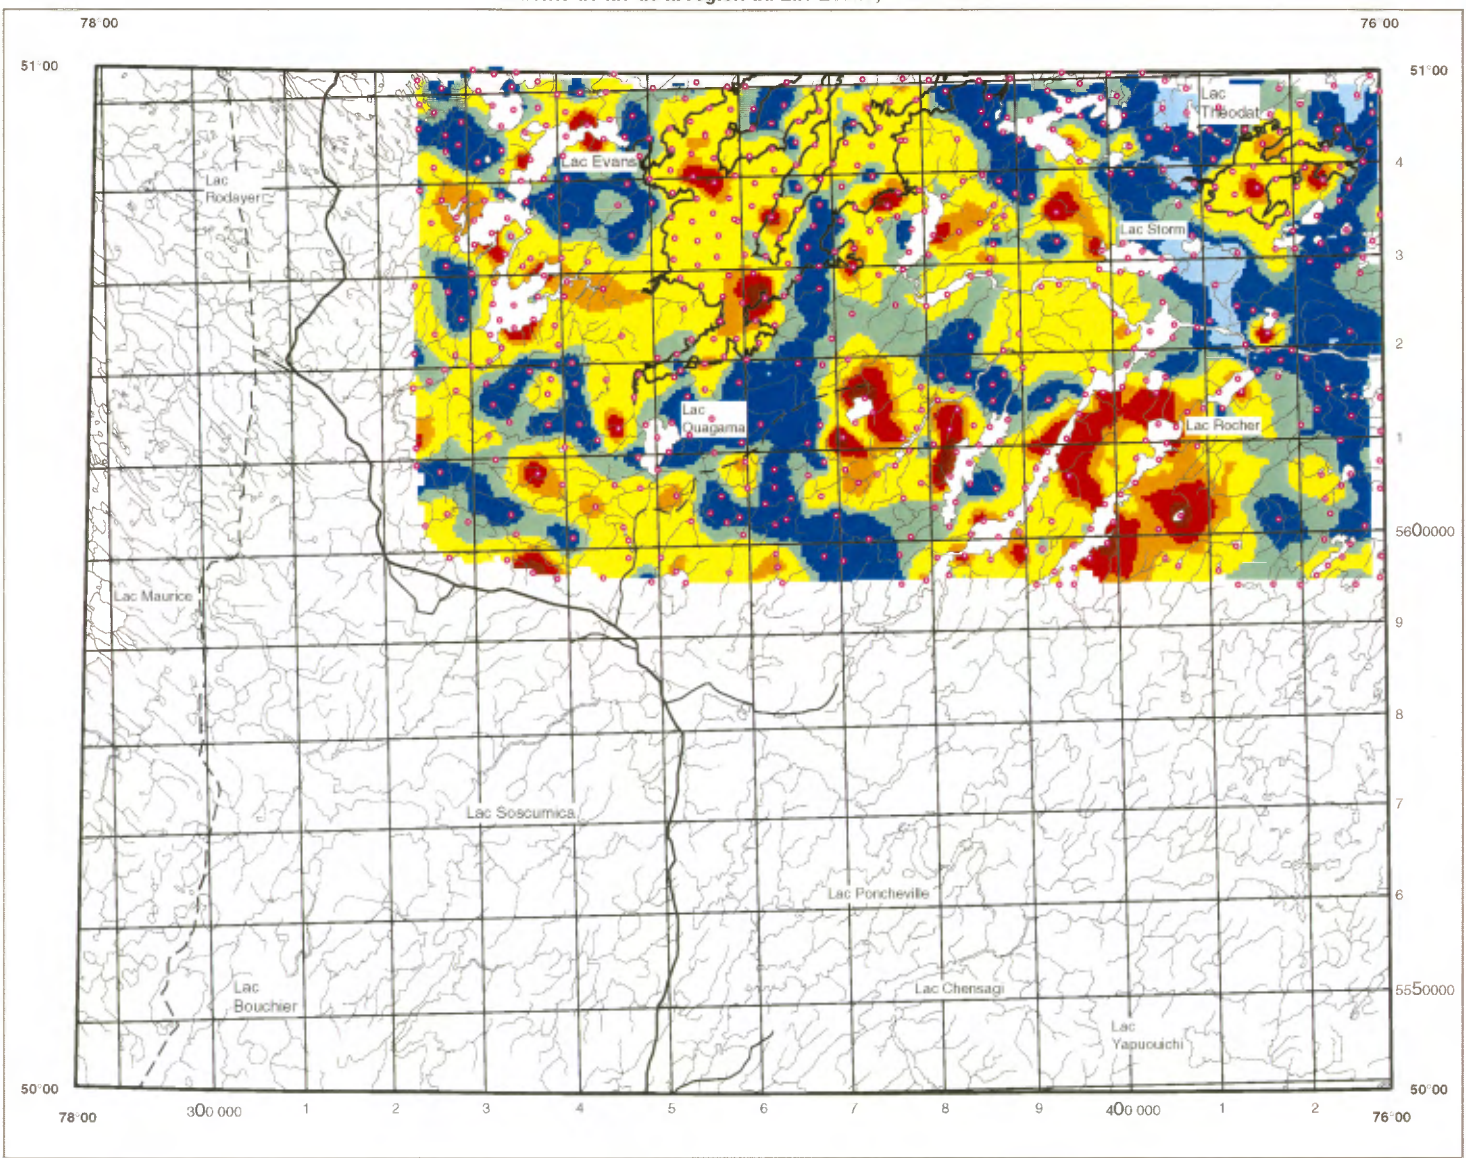 78°00
76°00
51°00
51°00
Lac
Théodat
Lac Evans
4
Lac
Rodayer
Lac Storm
3
2
Lac
Ouagama
Lac Rocher
1
5600000
Lac Maurice
9
8
Lac Soscumica
7
Lac Poncheville
6
Lac
Bouchier
Lac Chensagi
5550000
Lac
Yapuouichi
50°00
50°00
78°00
300 000
1
2
3
4
5
6
7
8
9
400 000
1
2
76°00